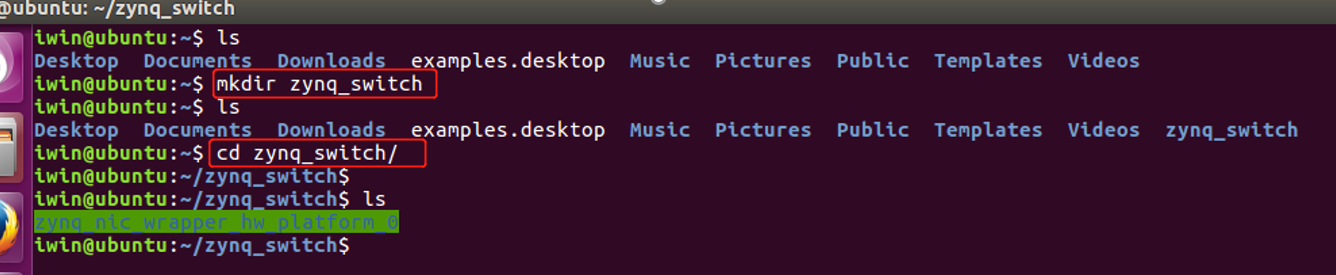 @ubuntu: ~/zynq_switch
iwin@ubuntu:~$ ls
Desktop Documents Downloads examples.desktop Music Pictures Public Templates Videos
iwin@ubuntu:~$ mkdir zynq_switch
iwin@ubuntu:~$ ls
Desktop Documents Downloads examples.desktop Music Pictures Public Templates Videos zynq_switch
iwin@ubuntu:~$ cd zynq_switch/
iwin@ubuntu:~/zynq_switch$
iwin@ubuntu:~/zynq_switch$ ls
zynq_nic_wrapper_hw_platform_0
iwin@ubuntu:~/zynq_switch$